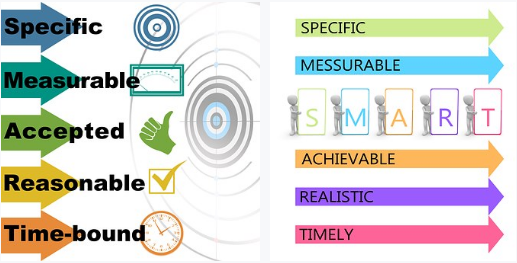 Specific
Measurable
Accepted
Reasonable
Time-bound
SPECIFIC
MESSURABLE
S M A R T
ACHIEVABLE
REALISTIC
TIMELY